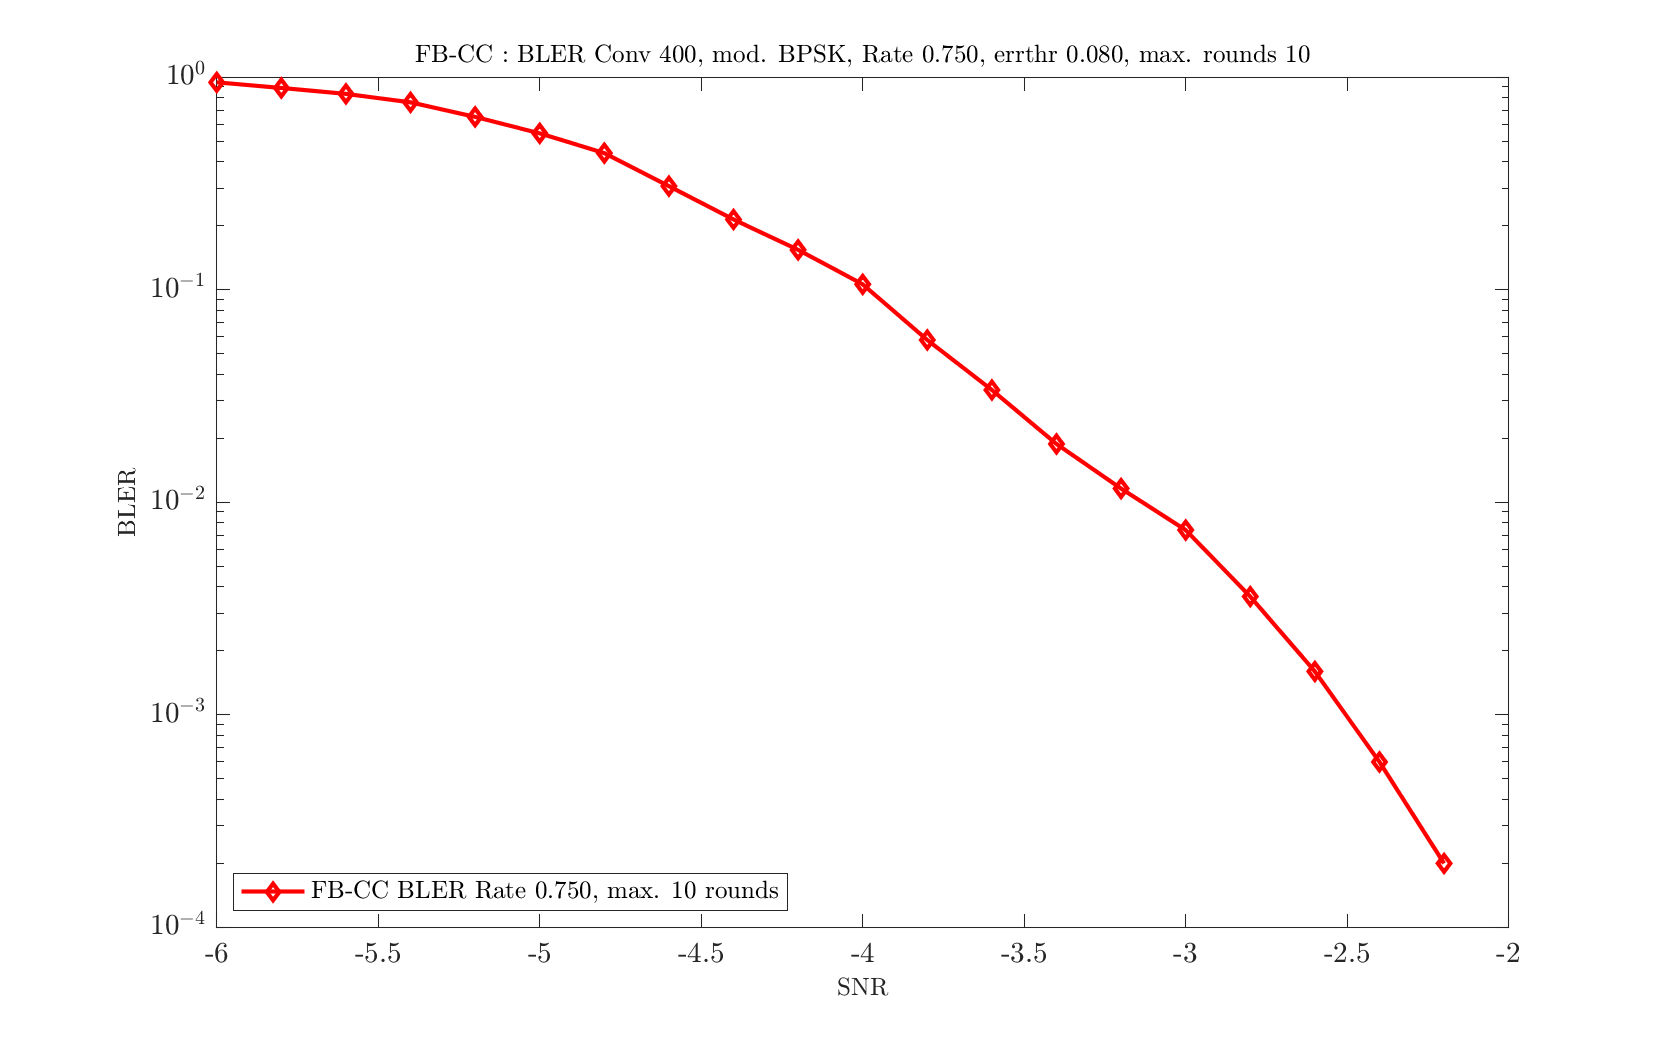 FB-CC : BLER Conv 400, mod. BPSK, Rate 0.750, errthr 0.080, max. rounds 10
10^0
10^{-1}
10^{-2}
10^{-3}
10^{-4}
BLER
FB-CC BLER Rate 0.750, max. 10 rounds
-6 -5.5 -5 -4.5 -4 -3.5 -3 -2.5 -2
SNR